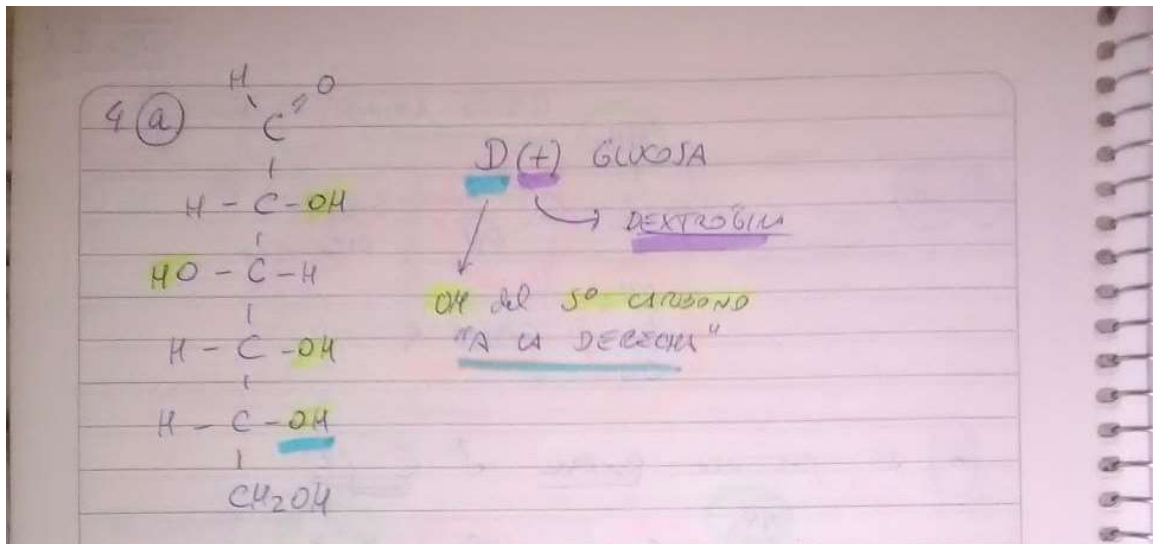 4 a)
H O
C
H - C - OH
HO - C - H
H - C - OH
H - C - OH
CH2OH
D (+) GLUCOSA
DEXTRÓGIRA
OH del 5º CARBONO
"A LA DERECHA"